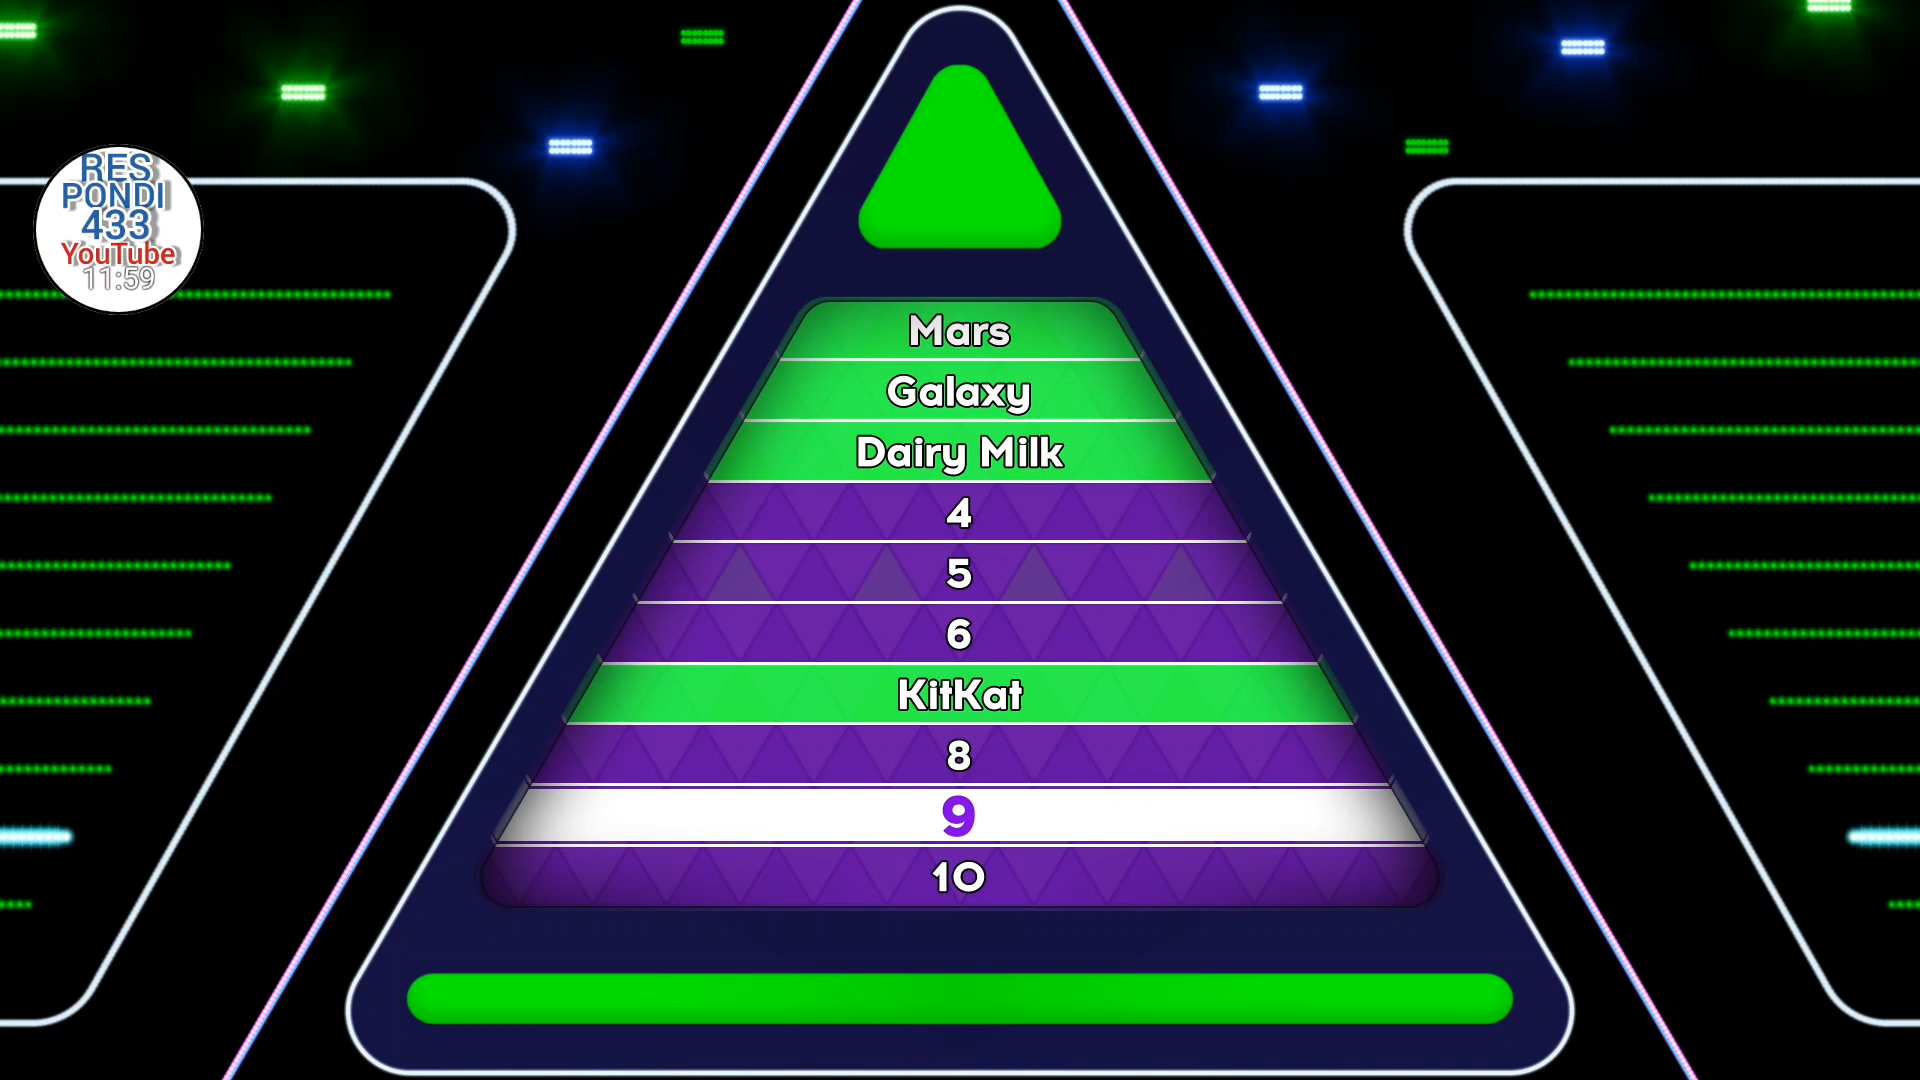 RES
PONDI
433
YouTube
11:59
Mars
Galaxy
Dairy Milk
4
5
6
KitKat
8
9
10